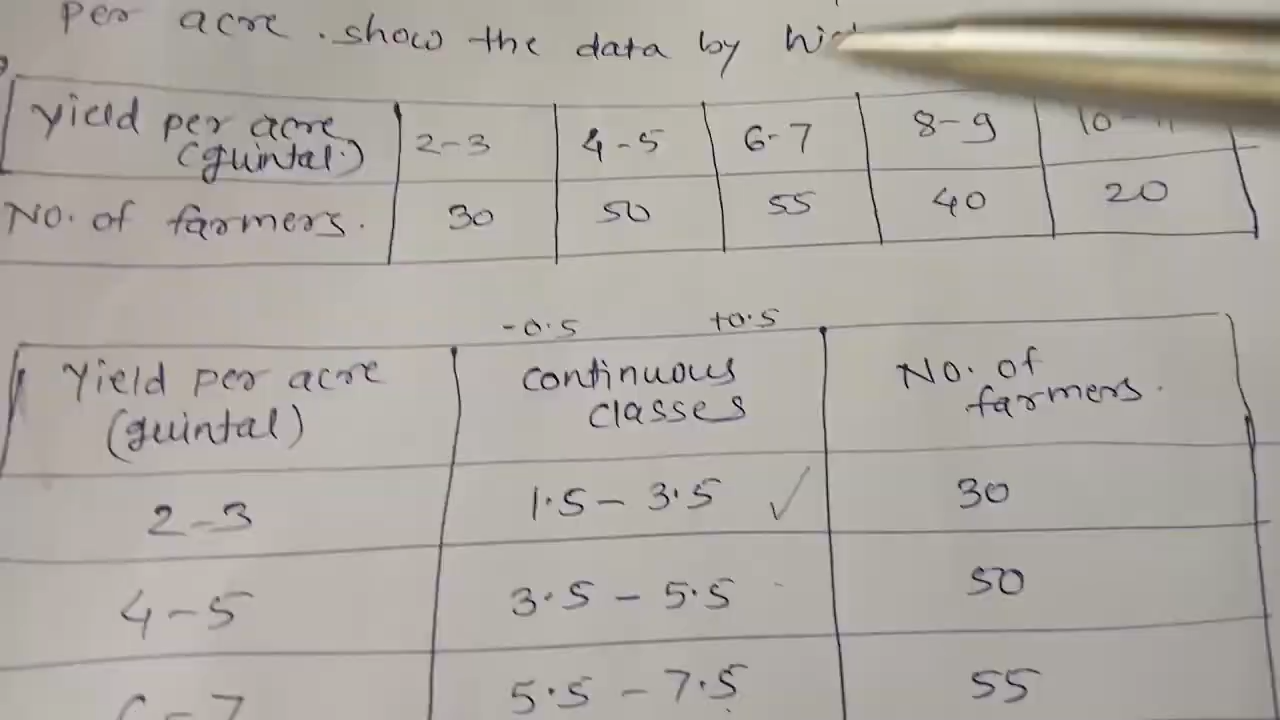 per acre. show the data by
Yield per acre 2-3 4-5 6-7 8-9
(quintal.)
No. of farmers. 30 50 55 40 20
-0.5 +0.5
Yield per acre continuous No. of
(quintal) classes farmers.
2-3 1.5 - 3.5 ✓ 30
4-5 3.5 - 5.5 50
6-7 5.5 - 7.5 55